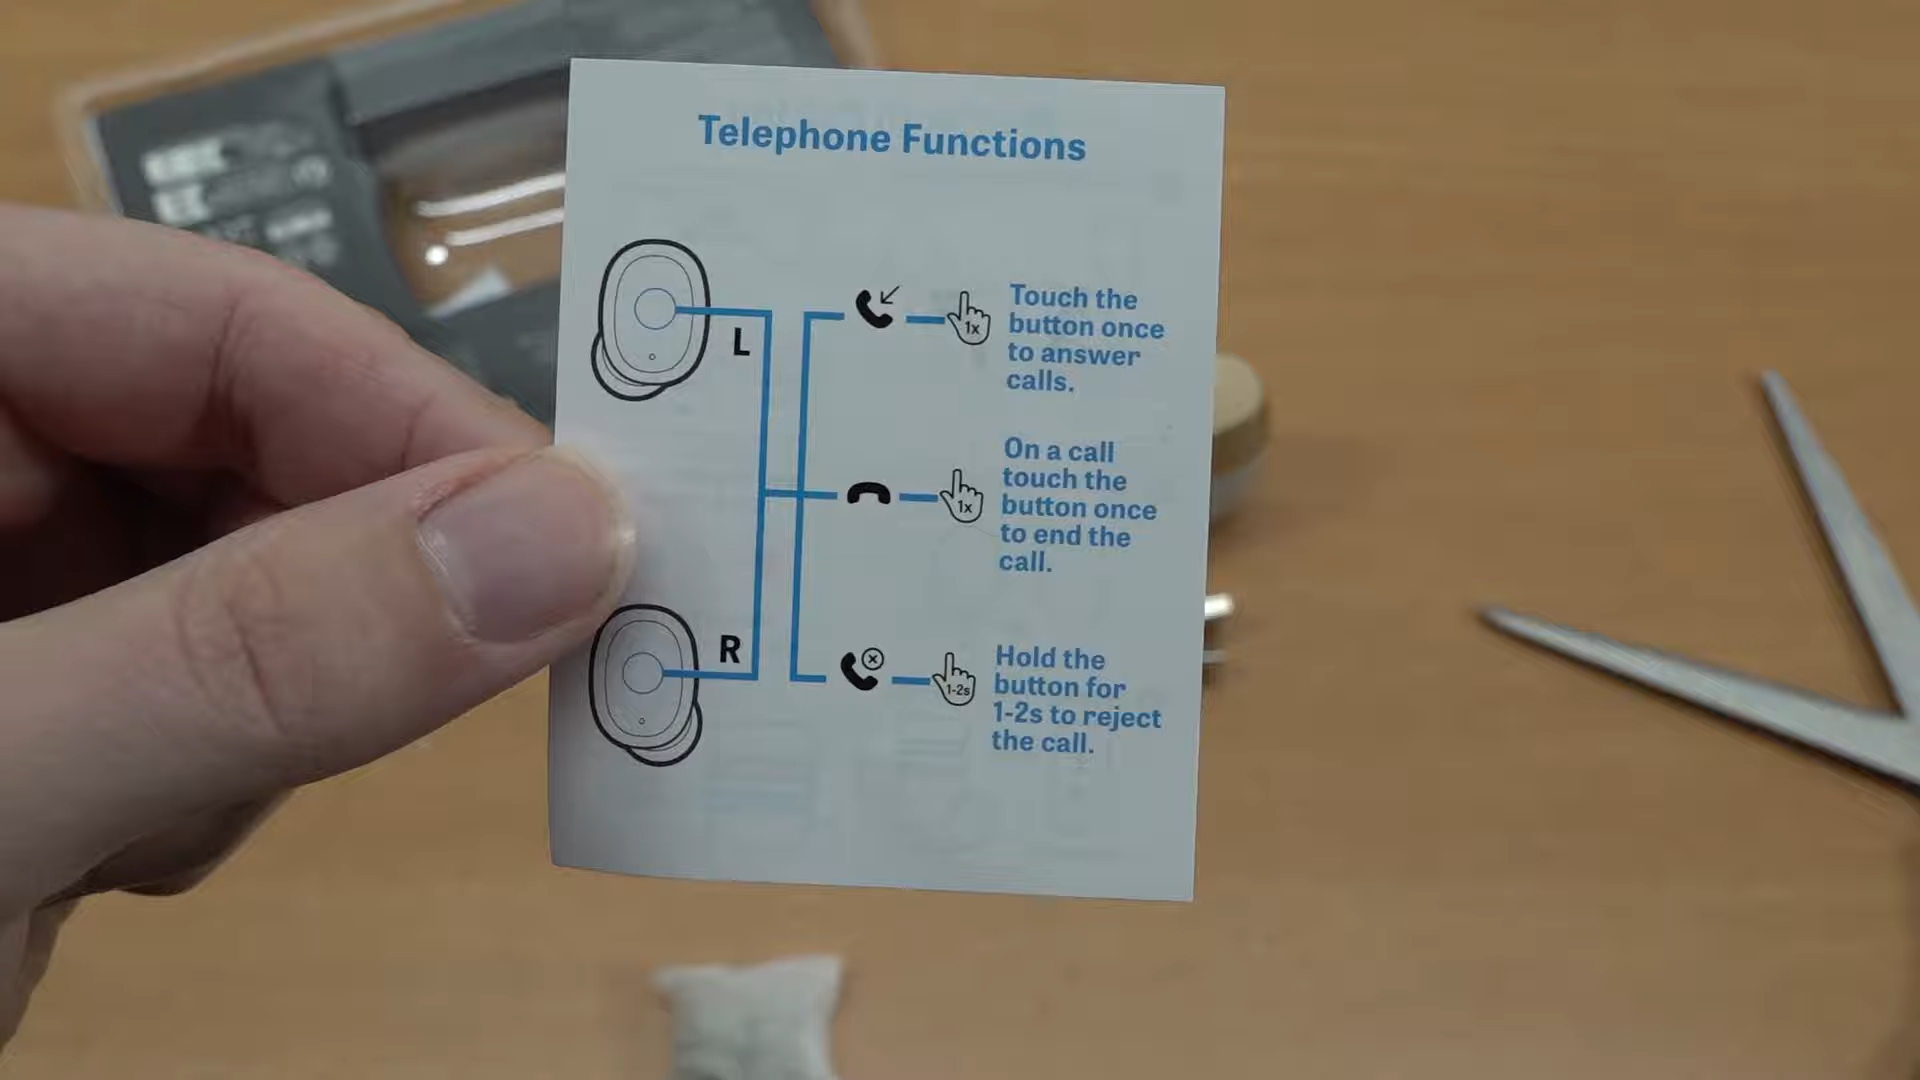 Telephone Functions
L
1x
Touch the
button once
to answer
calls.
1x
On a call
touch the
button once
to end the
call.
R
1-2s
Hold the
button for
1-2s to reject
the call.